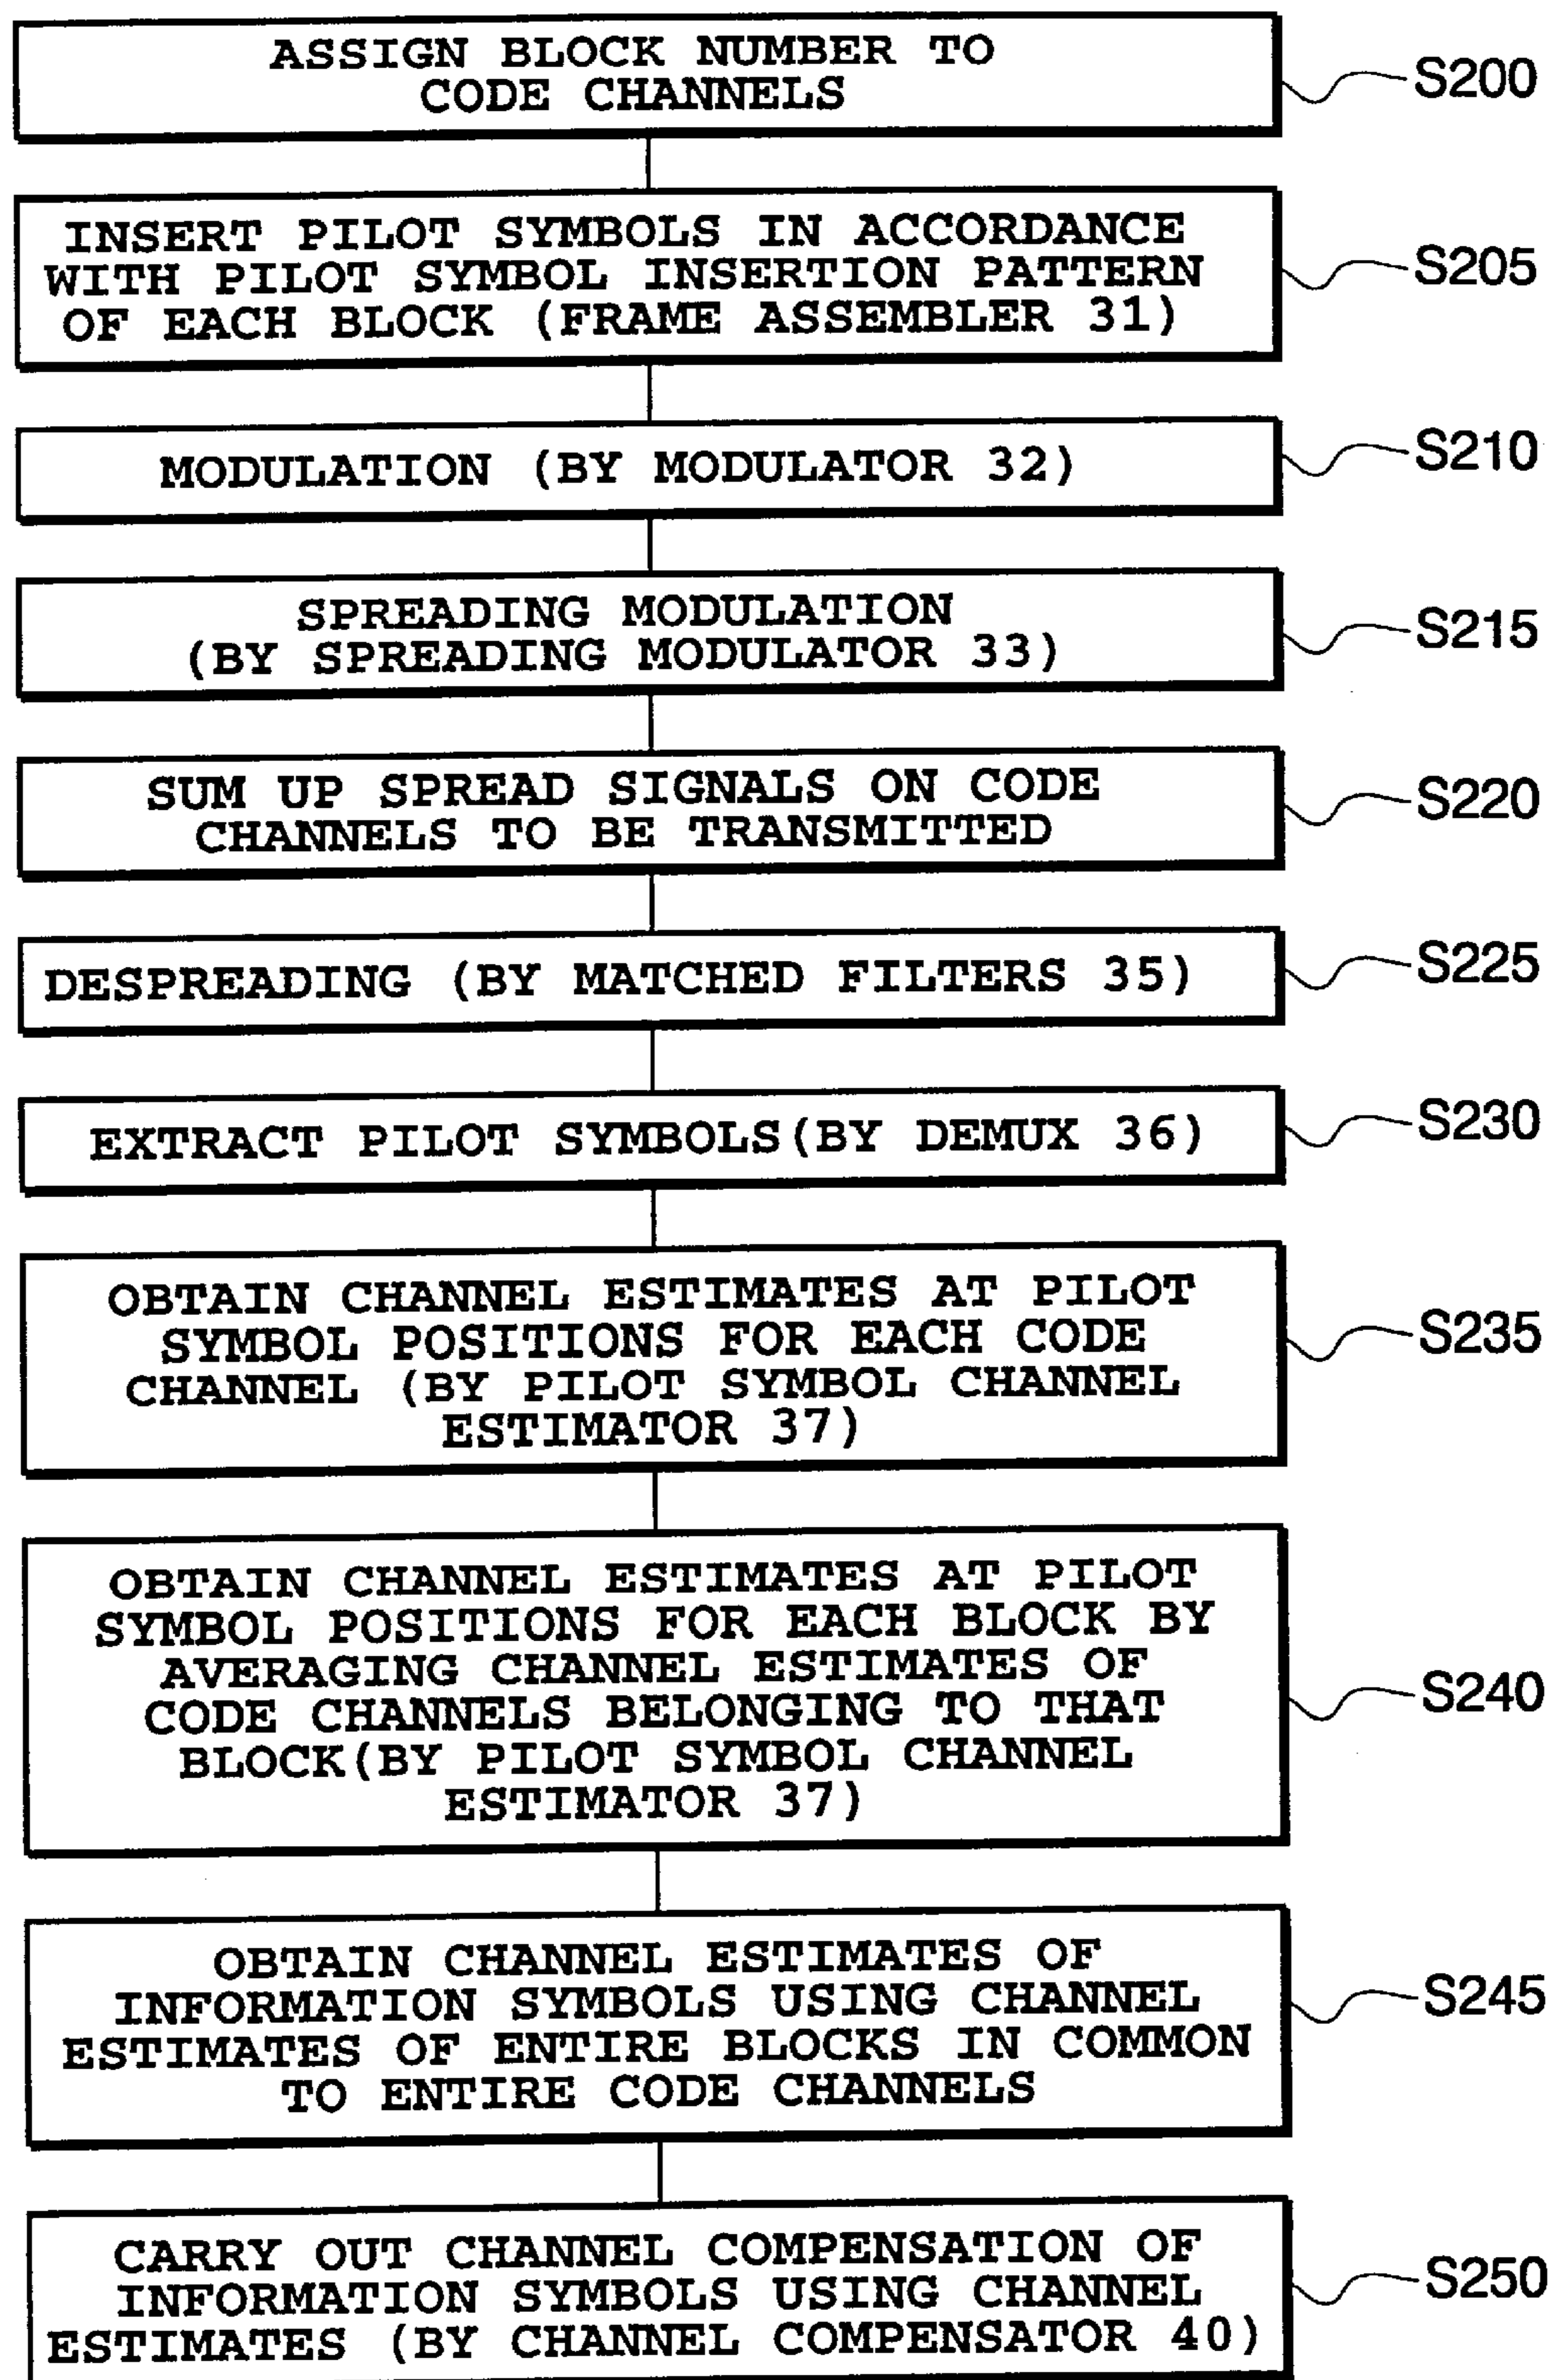 ASSIGN BLOCK NUMBER TO
CODE CHANNELS
S200
INSERT PILOT SYMBOLS IN ACCORDANCE
WITH PILOT SYMBOL INSERTION PATTERN
OF EACH BLOCK (FRAME ASSEMBLER 31)
S205
MODULATION (BY MODULATOR 32)
S210
SPREADING MODULATION
(BY SPREADING MODULATOR 33)
S215
SUM UP SPREAD SIGNALS ON CODE
CHANNELS TO BE TRANSMITTED
S220
DESPREADING (BY MATCHED FILTERS 35)
S225
EXTRACT PILOT SYMBOLS(BY DEMUX 36)
S230
OBTAIN CHANNEL ESTIMATES AT PILOT
SYMBOL POSITIONS FOR EACH CODE
CHANNEL (BY PILOT SYMBOL CHANNEL
ESTIMATOR 37)
S235
OBTAIN CHANNEL ESTIMATES AT PILOT
SYMBOL POSITIONS FOR EACH BLOCK BY
AVERAGING CHANNEL ESTIMATES OF
CODE CHANNELS BELONGING TO THAT
BLOCK(BY PILOT SYMBOL CHANNEL
ESTIMATOR 37)
S240
OBTAIN CHANNEL ESTIMATES OF
INFORMATION SYMBOLS USING CHANNEL
ESTIMATES OF ENTIRE BLOCKS IN COMMON
TO ENTIRE CODE CHANNELS
S245
CARRY OUT CHANNEL COMPENSATION OF
INFORMATION SYMBOLS USING CHANNEL
ESTIMATES (BY CHANNEL COMPENSATOR 40)
S250